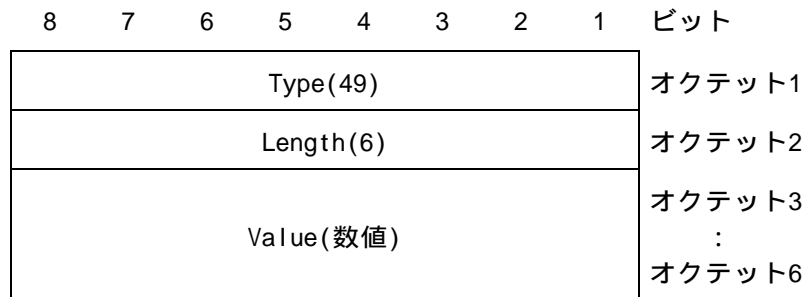 8 7 6 5 4 3 2 1 ビット
Type(49) オクテット1
Length(6) オクテット2
オクテット3
Value(数値) :
オクテット6